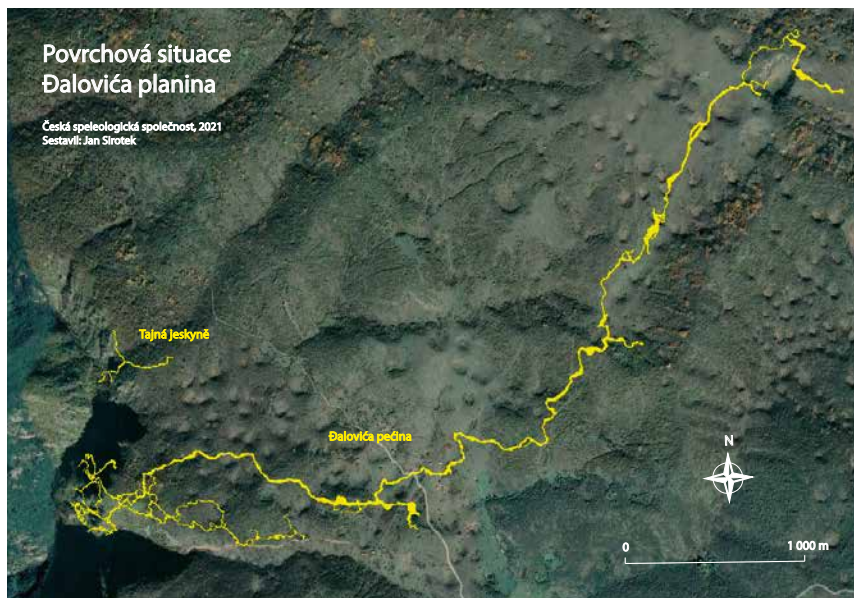 Povrchová situace
Đalovića planina
Česká speleologická společnost, 2021
Sestavil: Jan Sirotek
Tajná jeskyně
Đalovića pećina
N
0
1 000 m